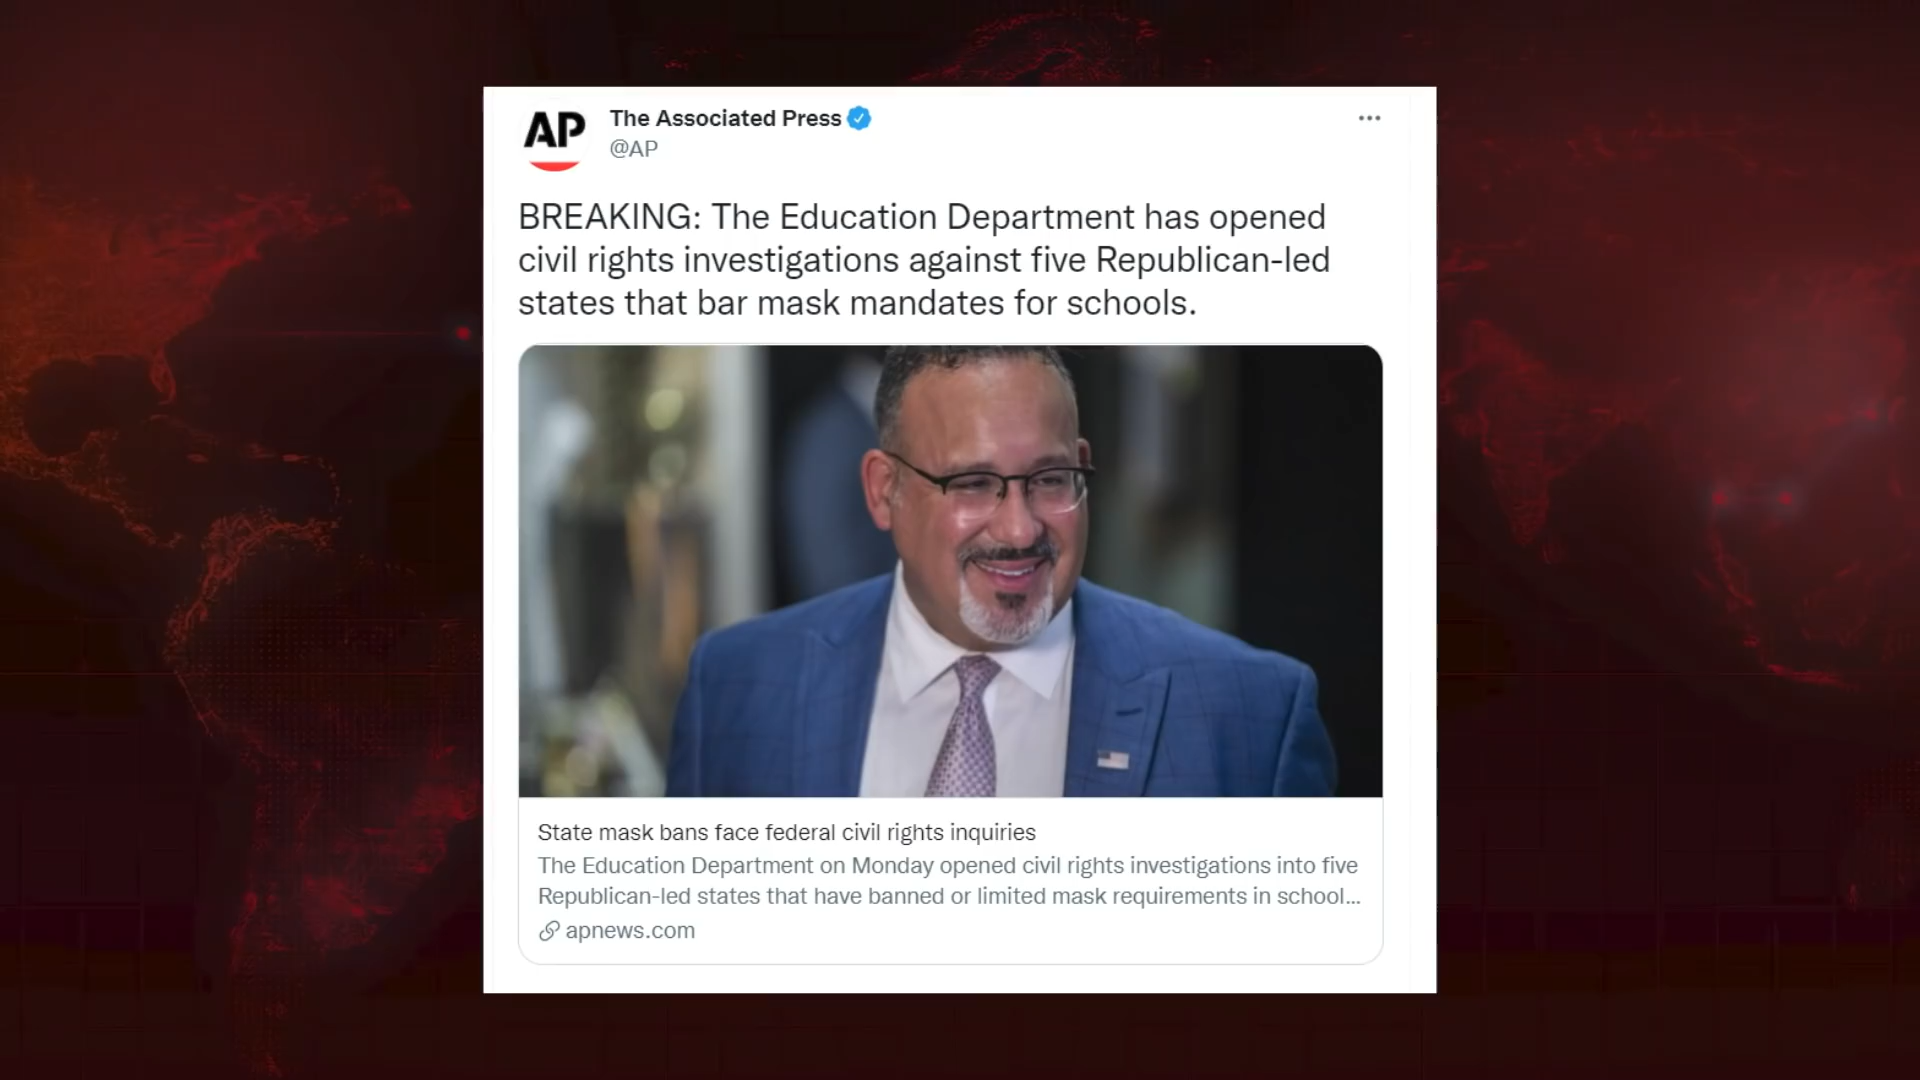 AP
The Associated Press
@AP
BREAKING: The Education Department has opened
civil rights investigations against five Republican-led
states that bar mask mandates for schools.
State mask bans face federal civil rights inquiries
The Education Department on Monday opened civil rights investigations into five
Republican-led states that have banned or limited mask requirements in school...
apnews.com